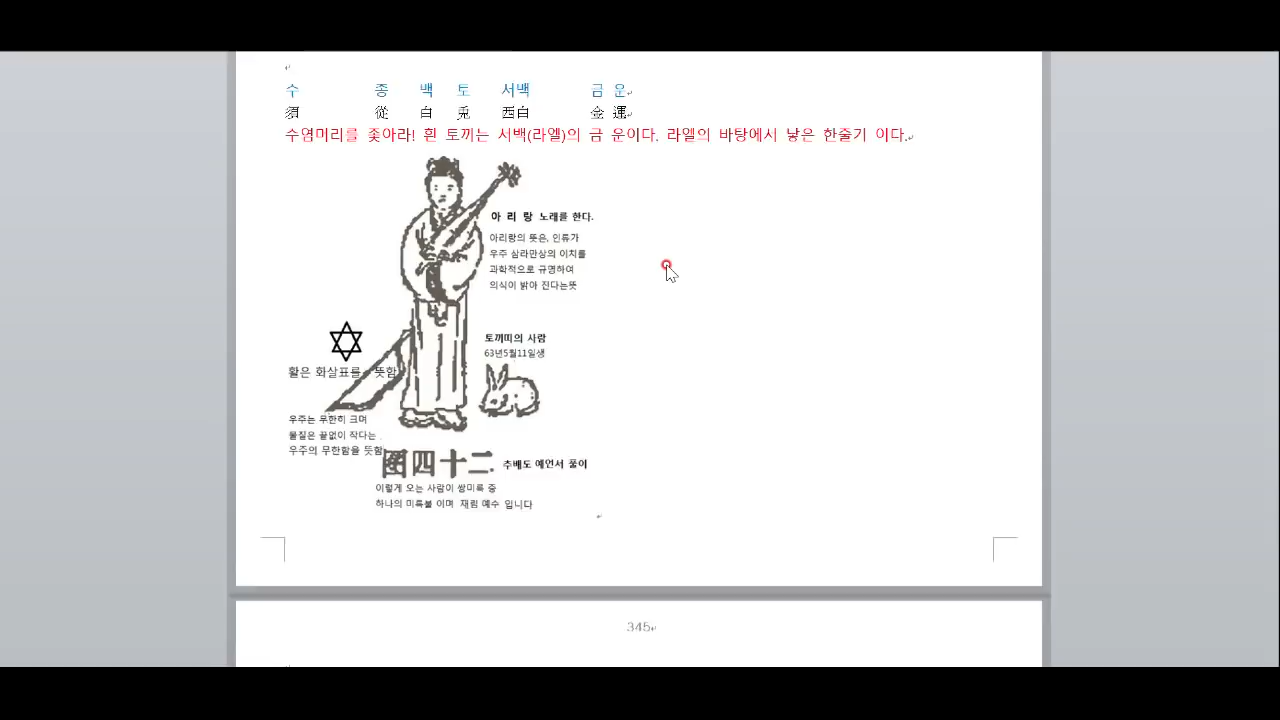 수 종 백 토 서백 금 운
須 從 白 兎 西白 金 運
수염머리를 좇아라! 흰 토끼는 서백(라엘)의 금 운이다. 라엘의 바탕에서 낳은 한줄기 이다.
아 리 랑 노래를 한다.
아리랑의 뜻은, 인류가
우주 삼라만상의 이치를
과학적으로 규명하여
의식이 밝아 진다는뜻
토끼띠의 사람
63년5월11일생
활은 화살표를 뜻함
우주는 무한히 크며
물질은 끝없이 작다는
우주의 무한함을 뜻함
圖四十二. 추배도 예언서 풀이
이렇게 오는 사람이 쌍미륵 중
하나의 미륵불 이며 재림 예수 입니다
345